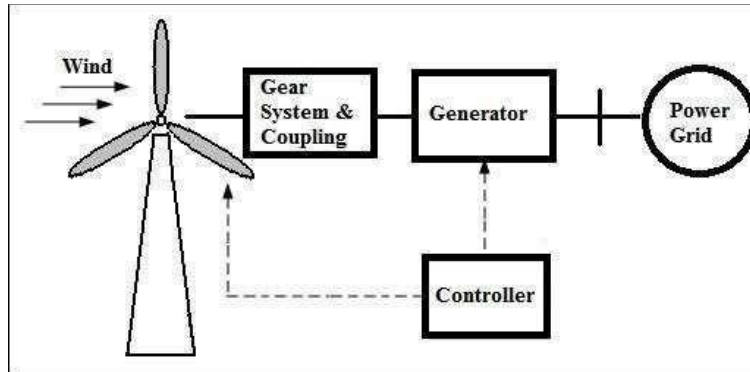 Wind
Gear
System &
Coupling
Generator
Power
Grid
Controller